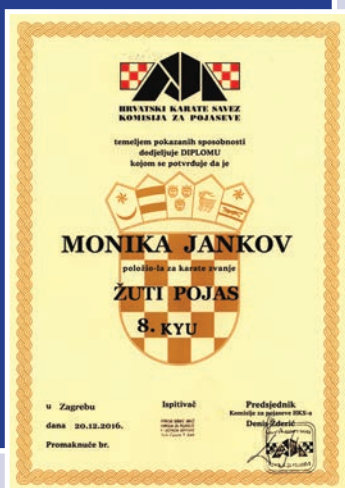 HRVATSKI KARATE SAVEZ
KOMISIJA ZA POJASEVE
temeljem pokazanih sposobnosti
dodjeljuje DIPLOMU
kojom se potvrđuje da je
MONIKA JANKOV
položio-la za karate zvanje
ŽUTI POJAS
8. KYU
u Zagrebu
Ispitivač
Predsjednik
Komisije za pojaseve HKS-a
dana 20.12.2016.
Denis Žderić
Promaknuće br.